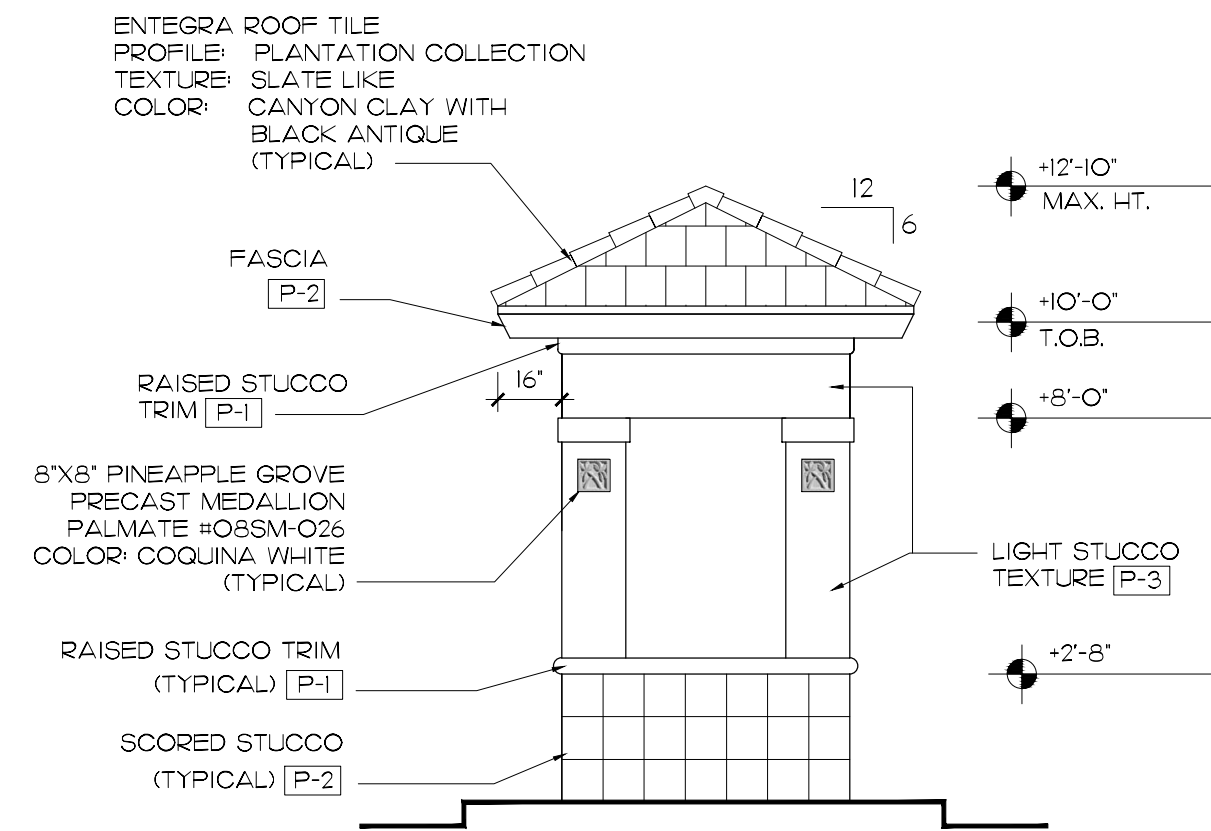 ENTEGRA ROOF TILE
PROFILE: PLANTATION COLLECTION
TEXTURE: SLATE LIKE
COLOR: CANYON CLAY WITH
BLACK ANTIQUE
(TYPICAL)
12
6
+12'-10"
MAX. HT.
FASCIA
P-2
+10'-0"
T.O.B.
RAISED STUCCO
TRIM P-1
16"
+8'-0"
8"X8" PINEAPPLE GROVE
PRECAST MEDALLION
PALMATE #08SM-026
COLOR: COQUINA WHITE
(TYPICAL)
LIGHT STUCCO
TEXTURE P-3
RAISED STUCCO TRIM
(TYPICAL) P-1
+2'-8"
SCORED STUCCO
(TYPICAL) P-2